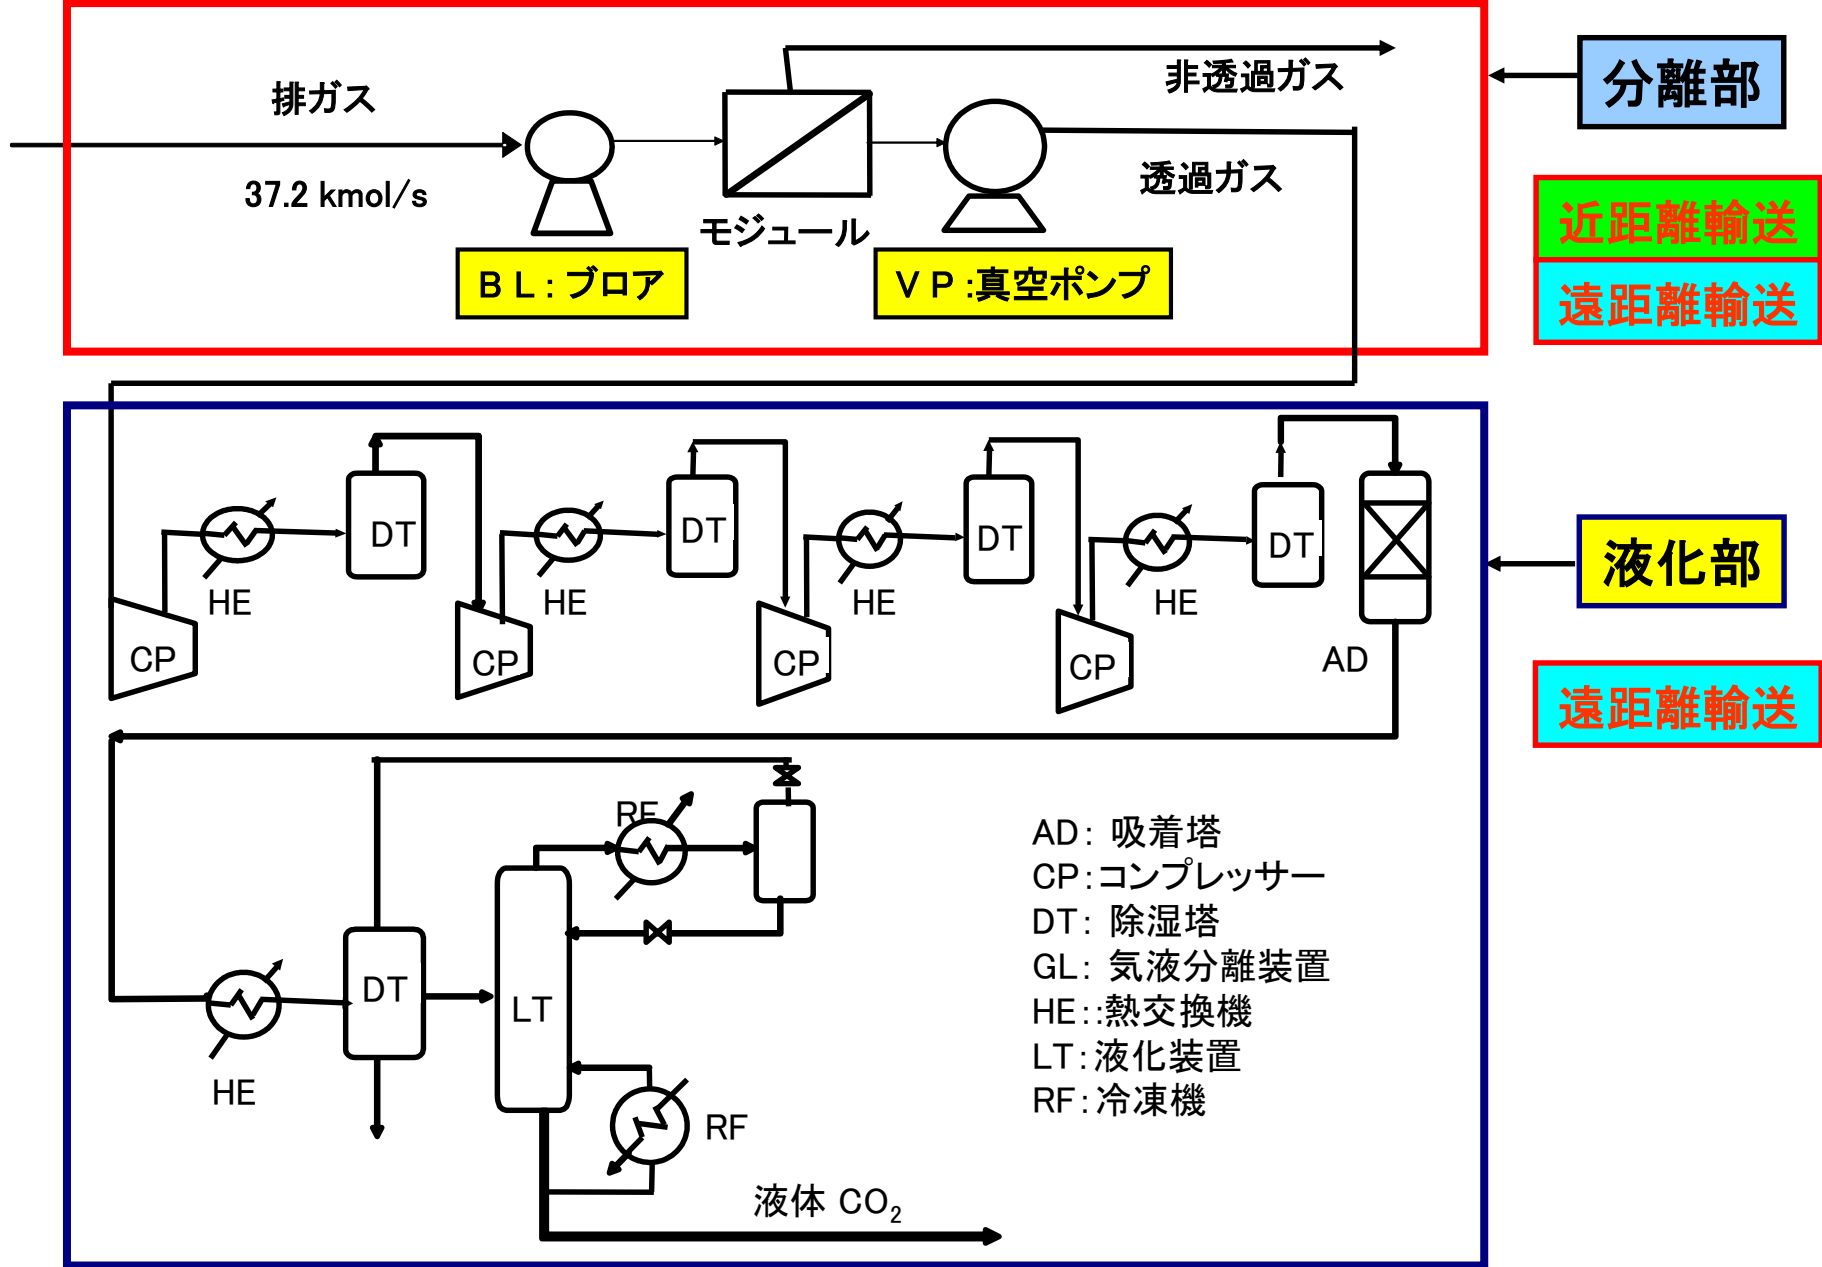 排ガス
37.2 kmol/s
非透過ガス
透過ガス
モジュール
BL:ブロア
VP:真空ポンプ
分離部
近距離輸送
遠距離輸送
DT
DT
DT
DT
HE
HE
HE
HE
CP
CP
CP
CP
AD
液化部
遠距離輸送
RF
DT
LT
HE
RF
液体 CO₂
AD: 吸着塔
CP:コンプレッサー
DT: 除湿塔
GL: 気液分離装置
HE::熱交換機
LT:液化装置
RF:冷凍機